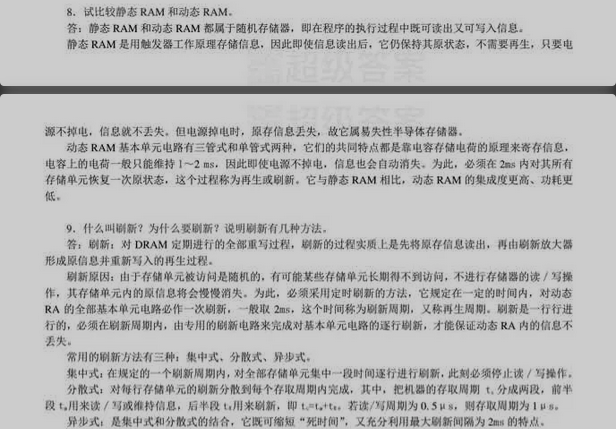 8．试比较静态 RAM 和动态 RAM。
答：静态 RAM 和动态 RAM 都属于随机存储器，即在程序的执行过程中既可读出又可写入信息。
静态 RAM 是用触发器工作原理存储信息，因此即使信息读出后，它仍保持其原状态，不需要再生，只要电
超级答案
源不掉电，信息就不丢失。但电源掉电时，原存信息丢失，故它属易失性半导体存储器。
动态 RAM 基本单元电路有三管式和单管式两种，它们的共同特点都是靠电容存储电荷的原理来寄存信息，
电容上的电荷一般只能维持 1～2 ms，因此即使电源不掉电，信息也会自动消失。为此，必须在 2ms 内对其所有
存储单元恢复一次原状态，这个过程称为再生或刷新。它与静态 RAM 相比，动态 RAM 的集成度更高、功耗更
低。
9．什么叫刷新？为什么要刷新？说明刷新有几种方法。
答：刷新：对 DRAM 定期进行的全部重写过程，刷新的过程实质上是先将原存信息读出，再由刷新放大器
形成原信息并重新写入的再生过程。
刷新原因：由于存储单元被访问是随机的，有可能某些存储单元长期得不到访问，不进行存储器的读／写操
作，其存储单元内的原信息将会慢慢消失。为此，必须采用定时刷新的方法，它规定在一定的时间内，对动态
RA 的全部基本单元电路必作一次刷新，一般取 2ms，这个时间称为刷新周期，又称再生周期。刷新是一行行进
行的，必须在刷新周期内，由专用的刷新电路来完成对基本单元电路的逐行刷新，才能保证动态 RA 内的信息不
丢失。
常用的刷新方法有三种：集中式、分散式、异步式。
集中式：在规定的一个刷新周期内，对全部存储单元集中一段时间逐行进行刷新，此刻必须停止读／写操作。
分散式：对每行存储单元的刷新分散到每个存取周期内完成，其中，把机器的存取周期 t 分成两段，前半
段 t 用来读／写或维持信息，后半段 t 用来刷新，即 。若读/写周期为 0.5μs，则存取周期为 1μs。
异步式：是集中式和分散式的结合，它既可缩短“死时间”，又充分利用最大刷新间隔为 2ms 的特点。